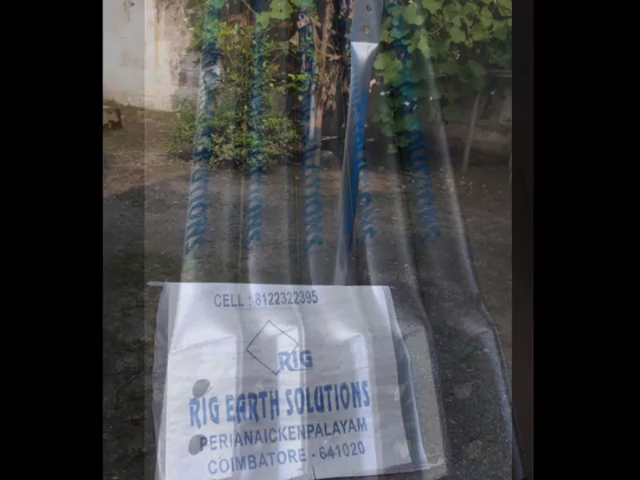 CELL : 8122322395
RIG
RIG EARTH SOLUTIONS
PERIANAICKENPALAYAM
COIMBATORE - 641020